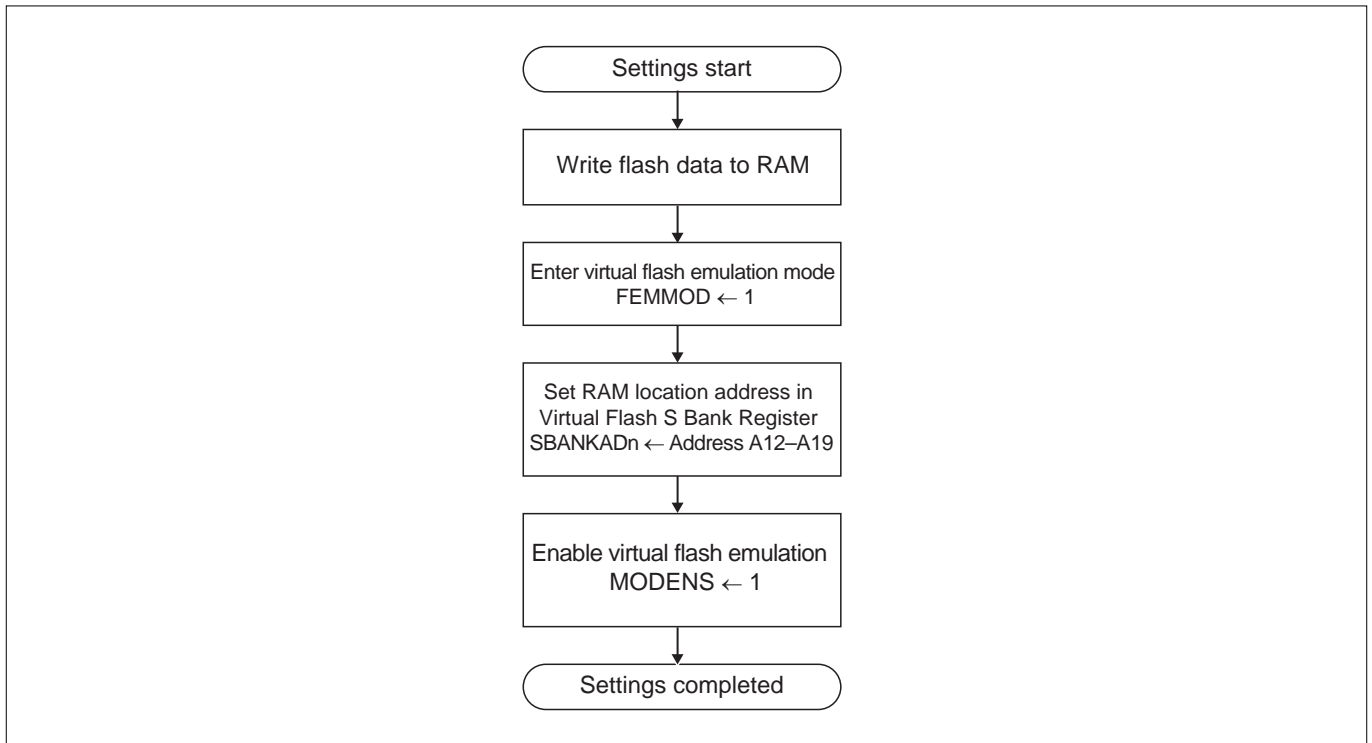 Settings start
Write flash data to RAM
Enter virtual flash emulation mode
FEMMOD ← 1
Set RAM location address in
Virtual Flash S Bank Register
SBANKADn ← Address A12–A19
Enable virtual flash emulation
MODENS ← 1
Settings completed